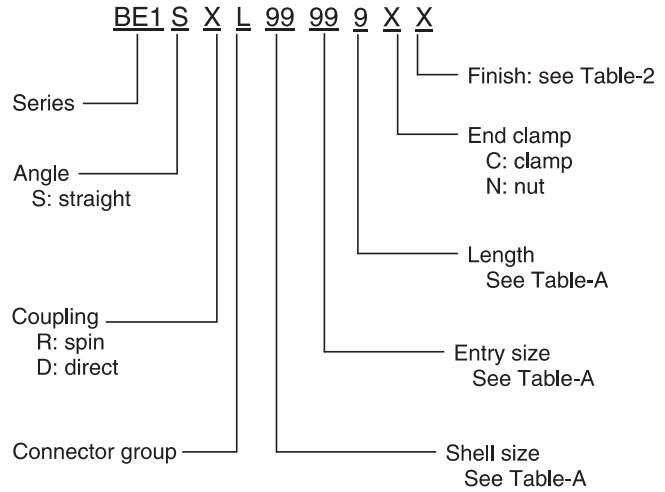 BE1 S X L 99 99 9 X X
Finish: see Table-2
Series
End clamp
C: clamp
N: nut
Angle
S: straight
Length
See Table-A
Coupling
R: spin
D: direct
Entry size
See Table-A
Connector group
Shell size
See Table-A